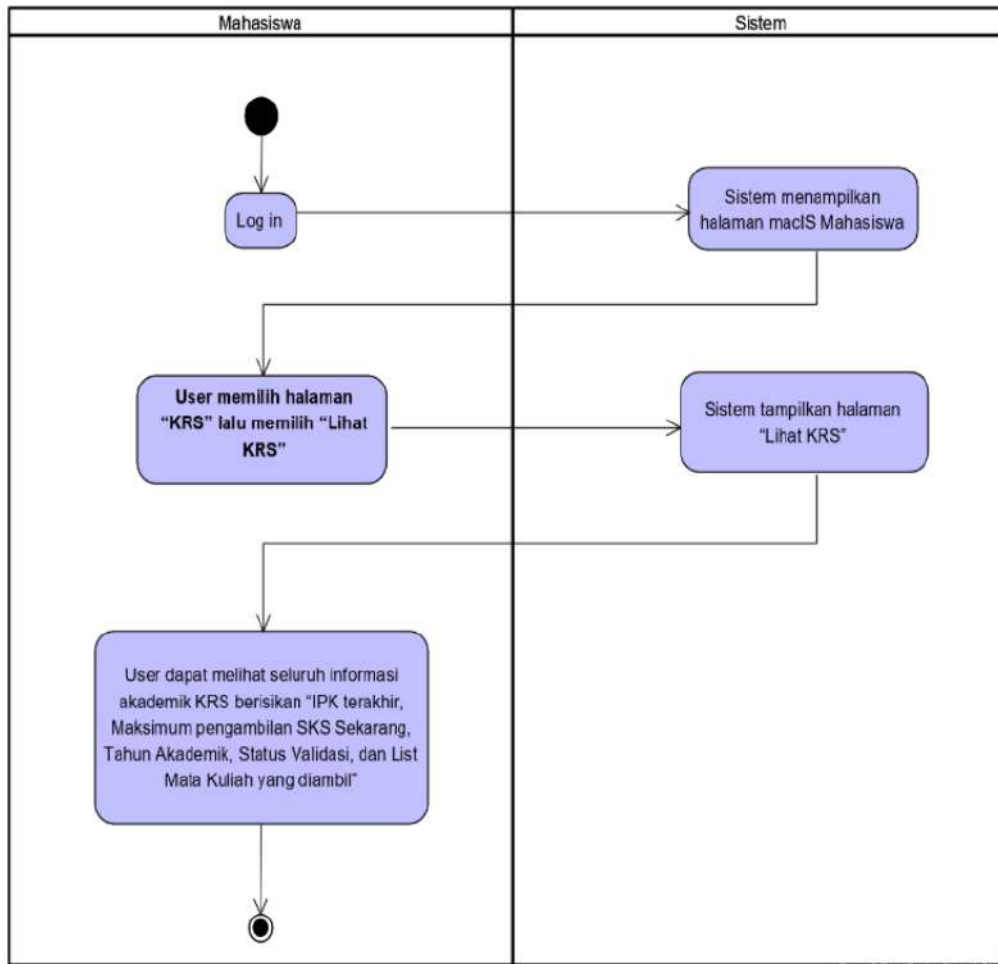 Mahasiswa
Sistem
Log in
Sistem menampilkan
halaman macIS Mahasiswa
User memilih halaman
“KRS” lalu memilih “Lihat
KRS”
Sistem tampilkan halaman
“Lihat KRS”
User dapat melihat seluruh informasi
akademik KRS berisikan “IPK terakhir,
Maksimum pengambilan SKS Sekarang,
Tahun Akademik, Status Validasi, dan List
Mata Kuliah yang diambil”